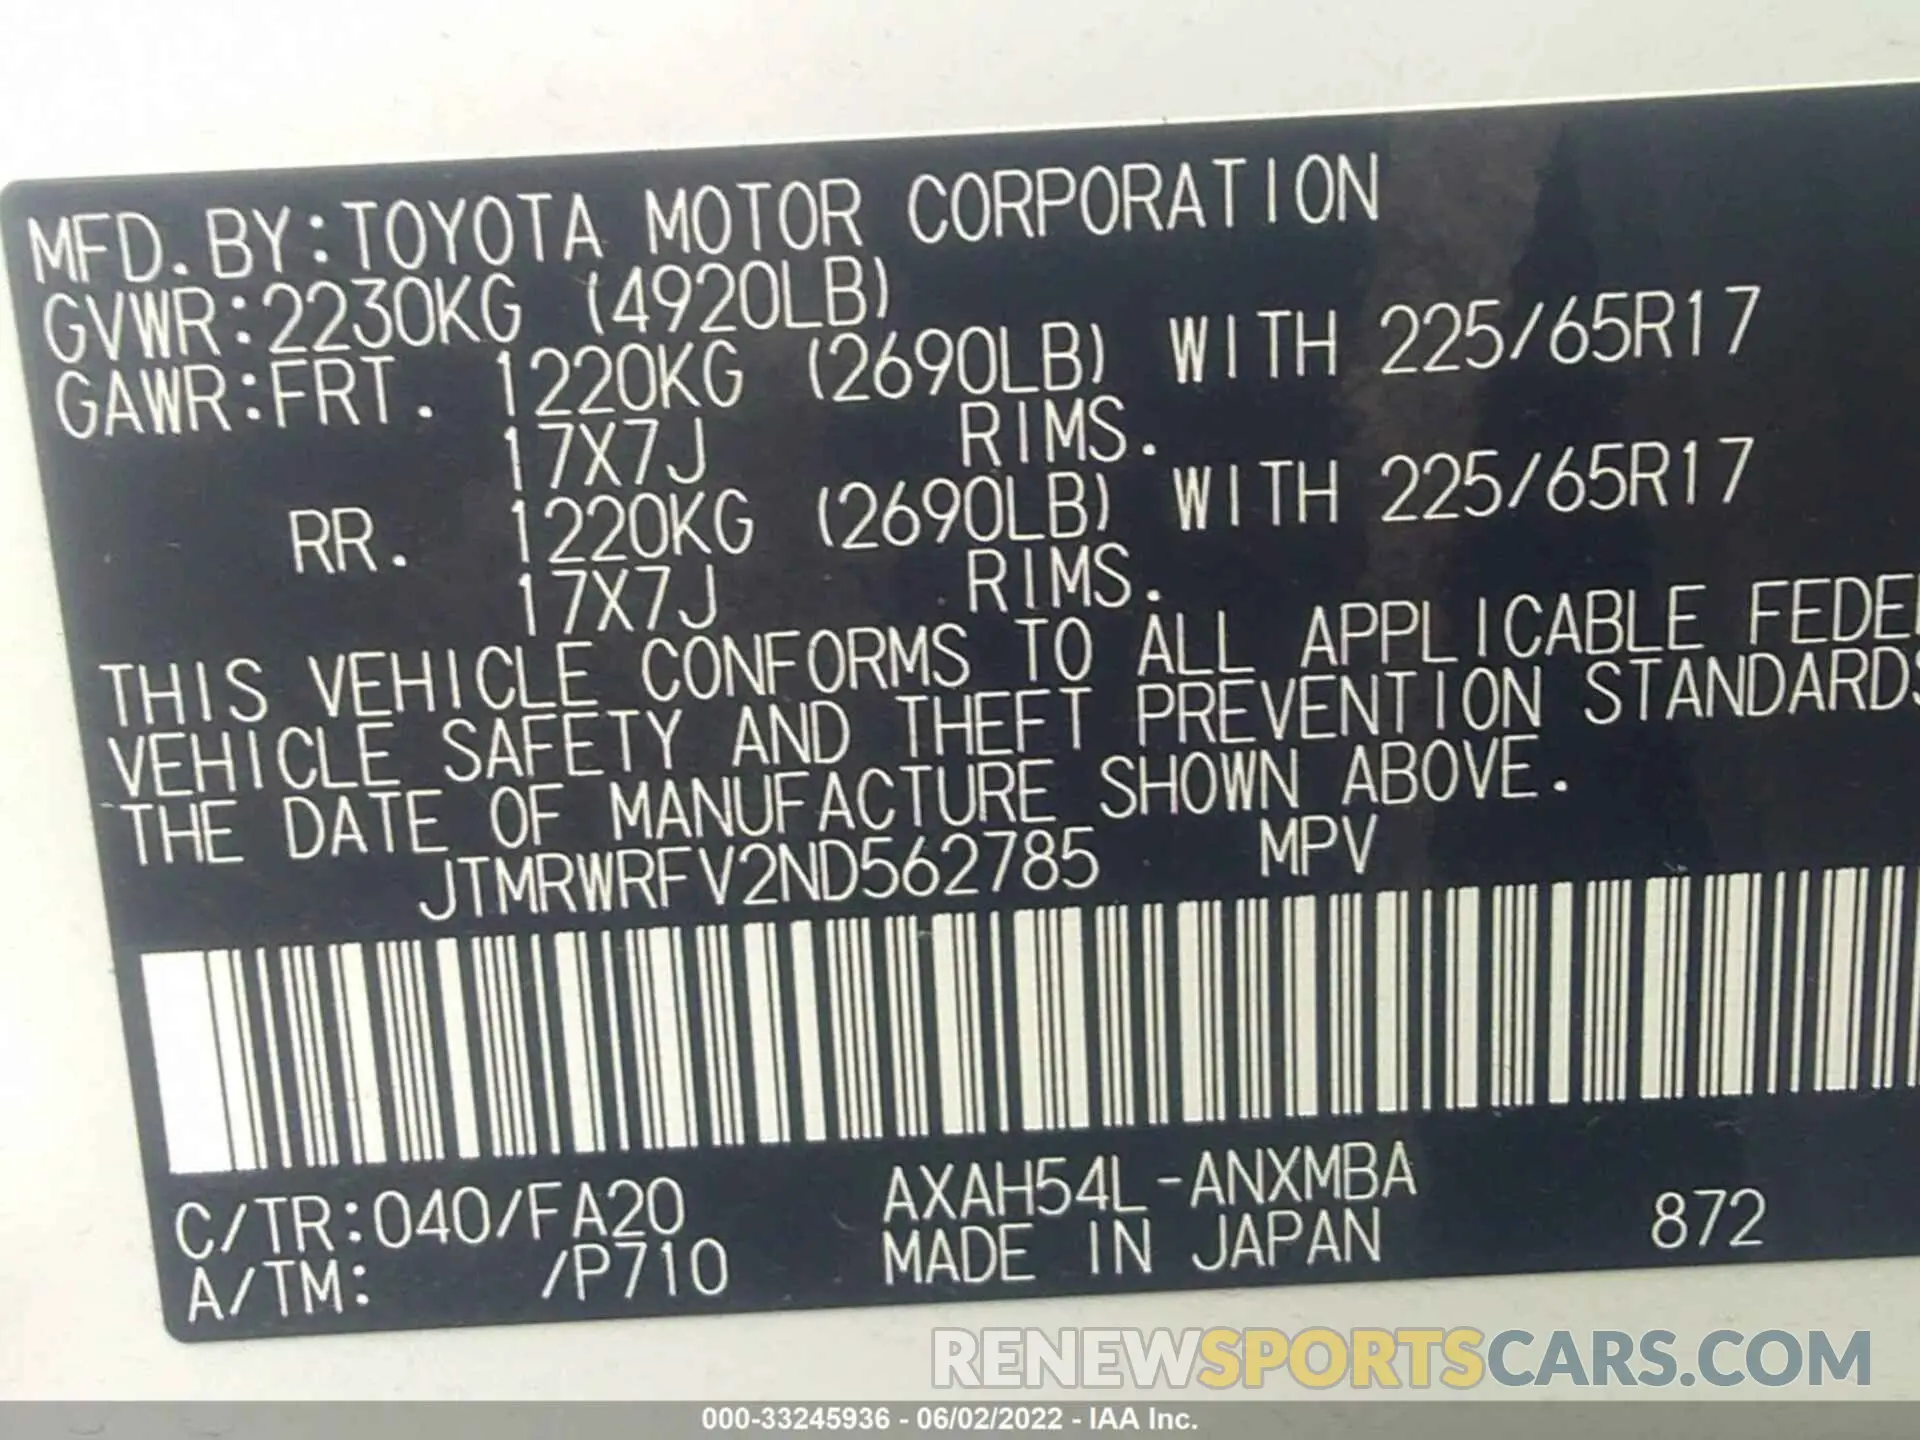 MFD. BY: TOYOTA MOTOR CORPORATION
GVWR: 2230KG (4920LB)
GAWR: FRT. 1220KG (2690LB) WITH 225/65R17
17X7J RIMS.
RR. 1220KG (2690LB) WITH 225/65R17
17X7J RIMS.
THIS VEHICLE CONFORMS TO ALL APPLICABLE
VEHICLE SAFETY AND THEFT PREVENTION STANDARDS
THE DATE OF MANUFACTURE SHOWN ABOVE.
JTMRWRFV2ND562785 MPV
C/TR: 040/FA20 AXAH54L-ANXMBA
A/TM: /P710 MADE IN JAPAN 872
RENEWSPORTSCARS.COM
000-33245936 - 06/02/2022 - IAA Inc.